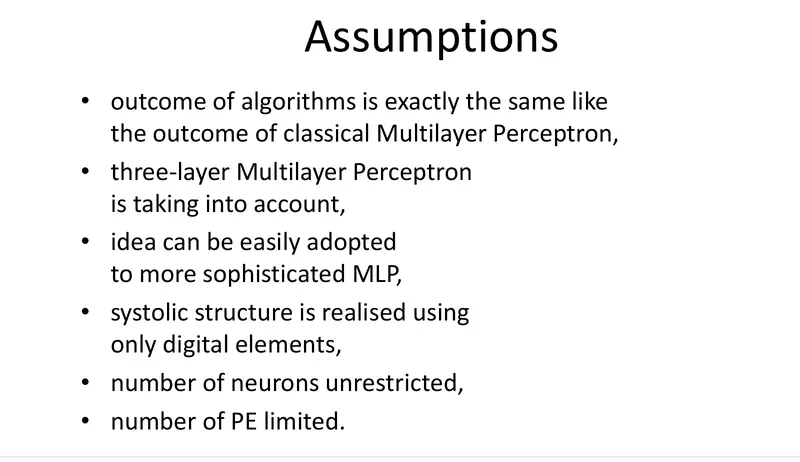 Assumptions
• outcome of algorithms is exactly the same like
the outcome of classical Multilayer Perceptron,
• three-layer Multilayer Perceptron
is taking into account,
• idea can be easily adopted
to more sophisticated MLP,
• systolic structure is realised using
only digital elements,
• number of neurons unrestricted,
• number of PE limited.